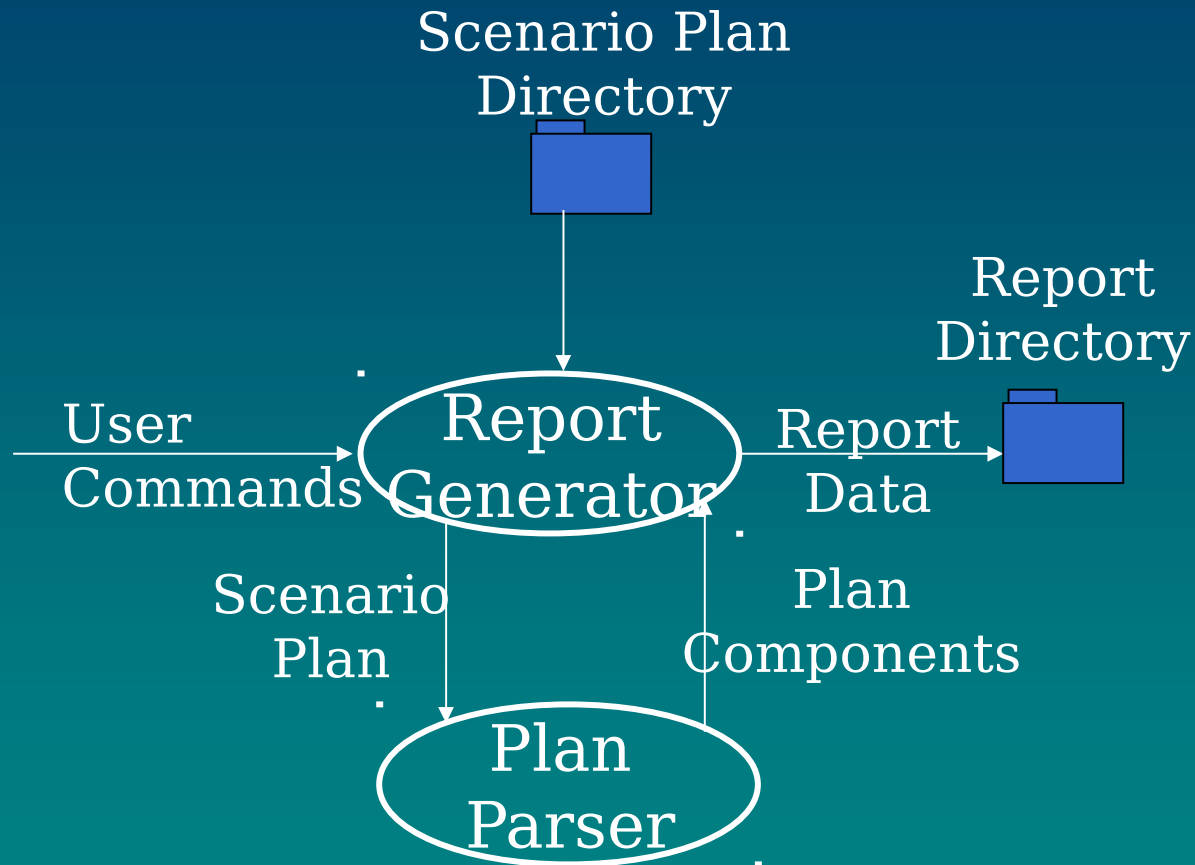 Scenario Plan
Directory
Report
Directory
User
Commands
Report
Generator
Report
Data
Scenario
Plan
Plan
Components
Plan
Parser